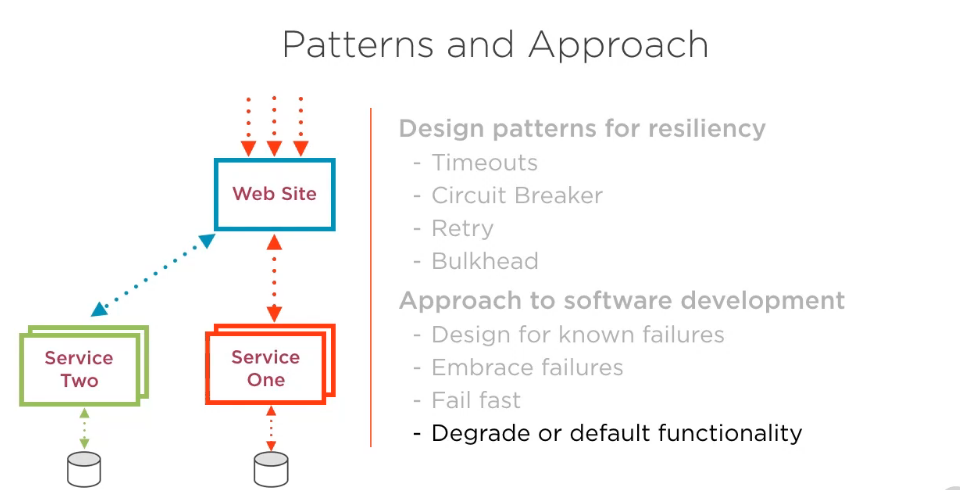 Patterns and Approach
Web Site
Service
Two
Service
One
Design patterns for resiliency
- Timeouts
- Circuit Breaker
- Retry
- Bulkhead
Approach to software development
- Design for known failures
- Embrace failures
- Fail fast
- Degrade or default functionality